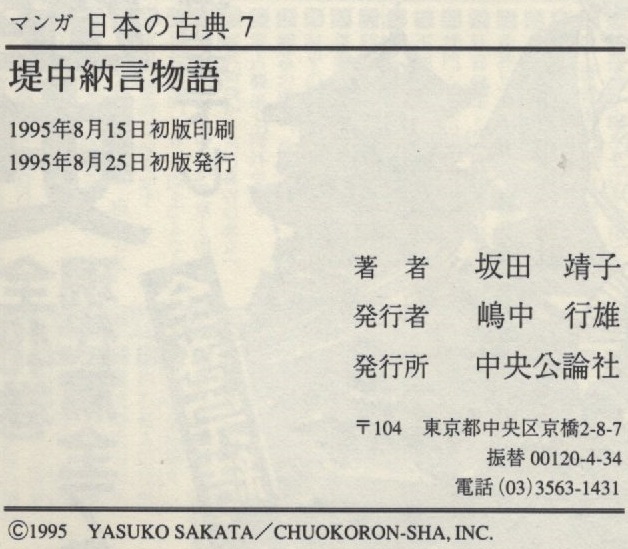 マンガ 日本の古典 7
堤中納言物語
1995年8月15日初版印刷
1995年8月25日初版発行
著 者 坂田 靖子
発行者 嶋中 行雄
発行所 中央公論社
〒104 東京都中央区京橋2-8-7
振替 00120-4-34
電話(03)3563-1431
©1995 YASUKO SAKATA/CHUOKORON-SHA, INC.